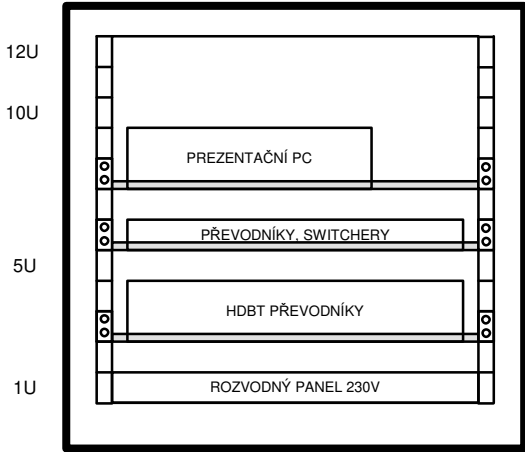 12U
10U
PREZENTAČNÍ PC
PŘEVODNÍKY, SWITCHERY
5U
HDBT PŘEVODNÍKY
1U
ROZVODNÝ PANEL 230V